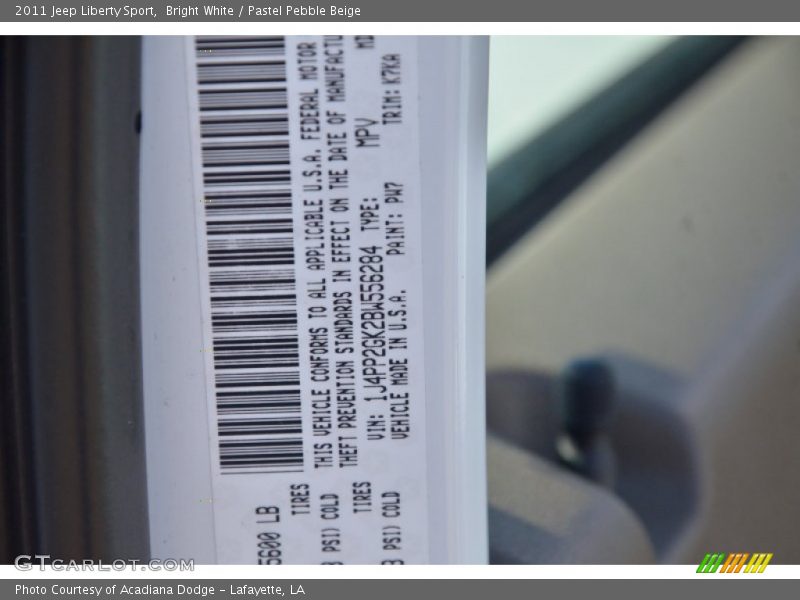 2011 Jeep Liberty Sport,  Bright White / Pastel Pebble Beige
5600 LB
TIRES
PSI) COLD
TIRES
PSI) COLD
THIS VEHICLE CONFORMS TO ALL APPLICABLE U.S.A. FEDERAL MOTOR
THEFT PREVENTION STANDARDS IN EFFECT ON THE DATE OF
VIN: 1J4PP2GK2BW556284 TYPE: MPV
VEHICLE MADE IN U.S.A. PAINT: PW7 TRIM: K7KA
GTcarlot.com
Photo Courtesy of Acadiana Dodge - Lafayette, LA